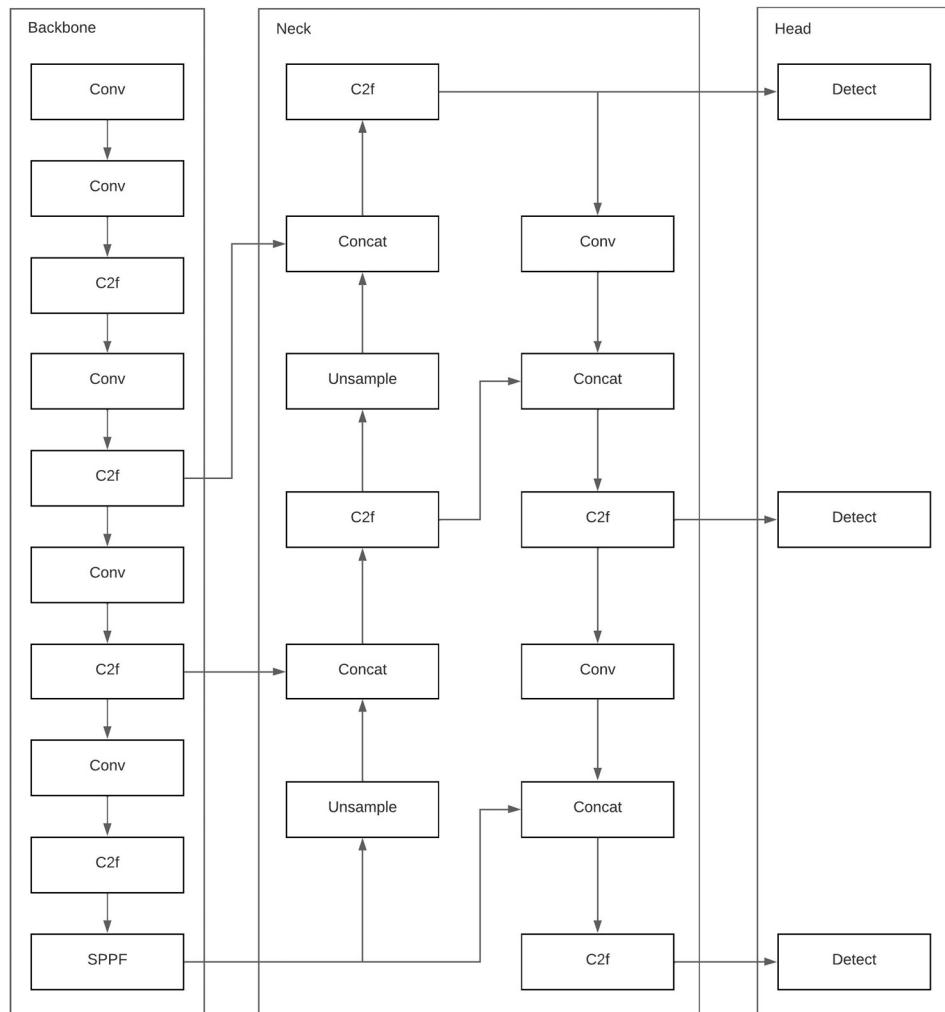 Backbone
Conv
Conv
C2f
Conv
C2f
Conv
C2f
Conv
C2f
SPPF
Neck
C2f
Concat
Unsample
C2f
Concat
Unsample
Conv
Concat
C2f
Conv
Concat
C2f
Head
Detect
Detect
Detect